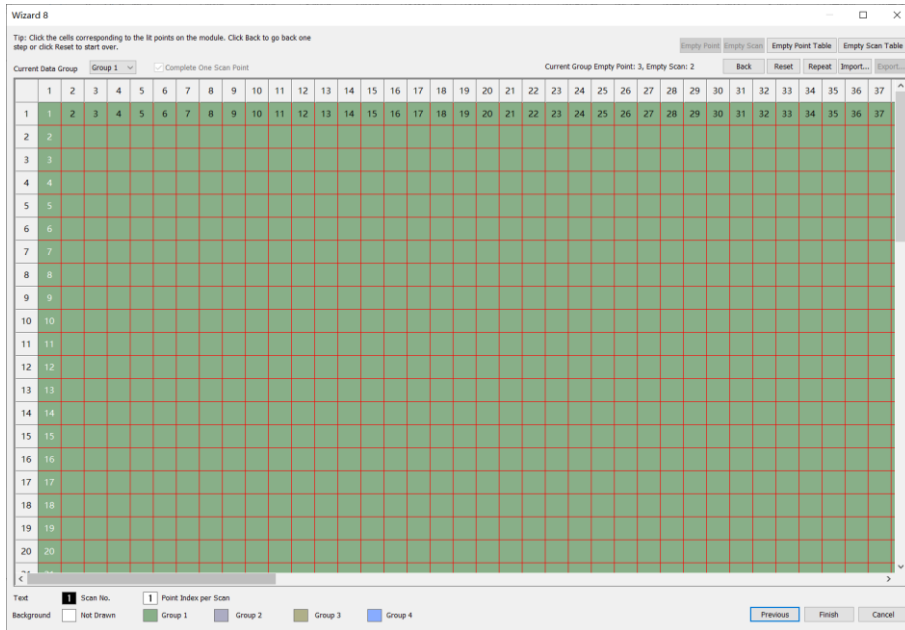 Wizard 8
Tip: Click the cells corresponding to the lit points on the module. Click Back to go back one
step or click Reset to start over.
Empty Point Empty Scan Empty Point Table Empty Scan Table
Current Data Group Group 1 Complete One Scan Point Current Group Empty Point: 3, Empty Scan: 2 Back Reset Repeat Import... Export...
1 2 3 4 5 6 7 8 9 10 11 12 13 14 15 16 17 18 19 20 21 22 23 24 25 26 27 28 29 30 31 32 33 34 35 36 37
1 1 2 3 4 5 6 7 8 9 10 11 12 13 14 15 16 17 18 19 20 21 22 23 24 25 26 27 28 29 30 31 32 33 34 35 36 37
2 2
3 3
4 4
5 5
6 6
7 7
8 8
9 9
10 10
11 11
12 12
13 13
14 14
15 15
16 16
17 17
18 18
19 19
20 20
Text 1 Scan No. 1 Point Index per Scan
Background Not Drawn Group 1 Group 2 Group 3 Group 4
Previous Finish Cancel